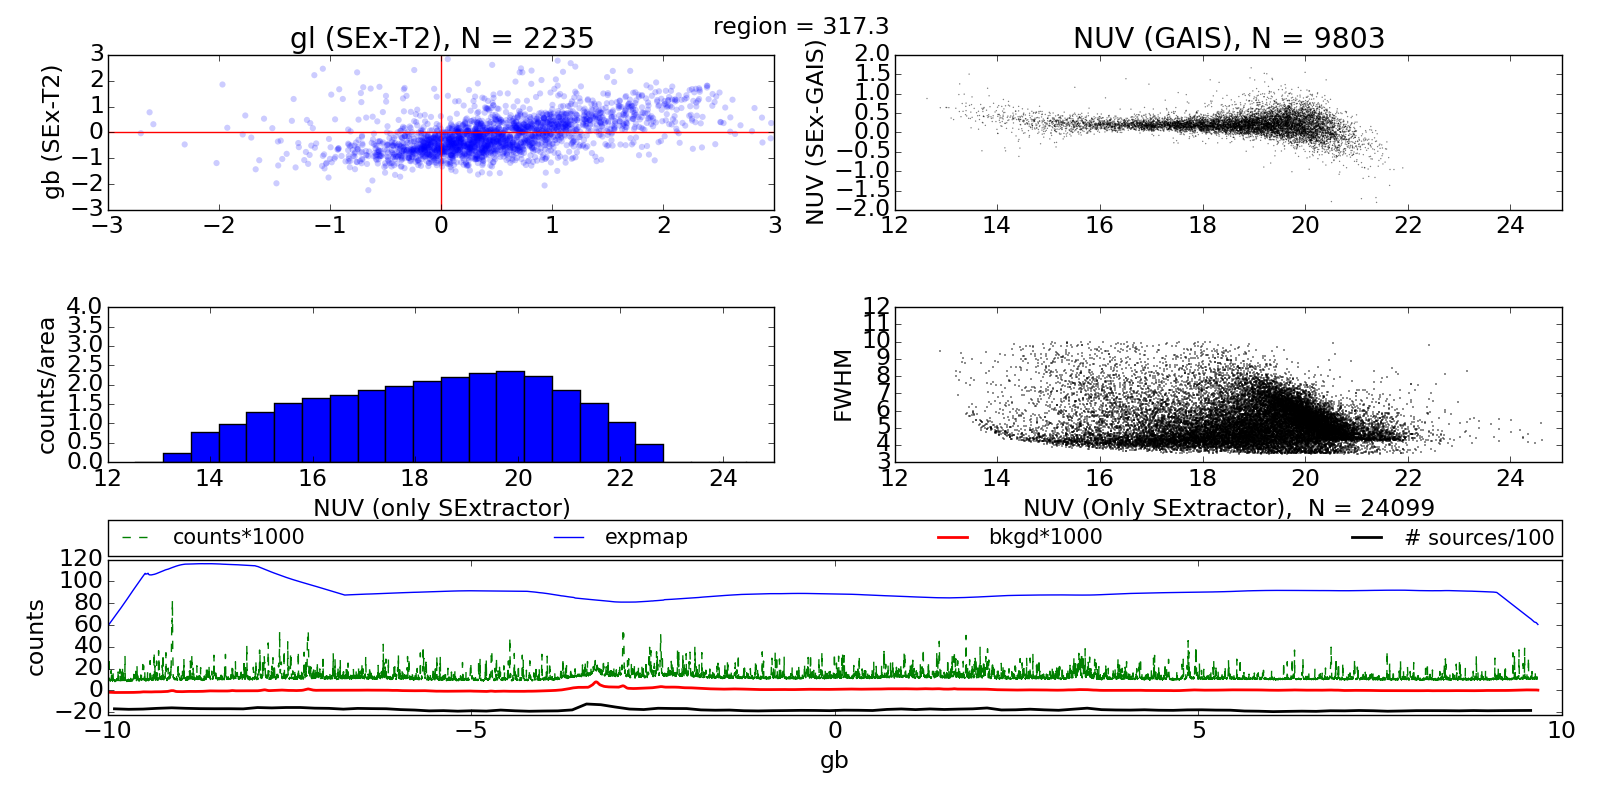 region = 317.3
gl (SEx-T2), N = 2235
gb (SEx-T2)
3
2
1
0
−1
−2
−3
−3 −2 −1 0 1 2 3
NUV (GAIS), N = 9803
NUV (SEx-GAIS)
2.0
1.5
1.0
0.5
0.0
−0.5
−1.0
−1.5
−2.0
12 14 16 18 20 22 24
counts/area
4.0
3.5
3.0
2.5
2.0
1.5
1.0
0.5
0.0
12 14 16 18 20 22 24
NUV (only SExtractor)
FWHM
12
11
10
9
8
7
6
5
4
3
12 14 16 18 20 22 24
NUV (Only SExtractor),  N = 24099
counts*1000 expmap bkgd*1000 # sources/100
counts
120
100
80
60
40
20
0
−20
−10 −5 0 5 10
gb